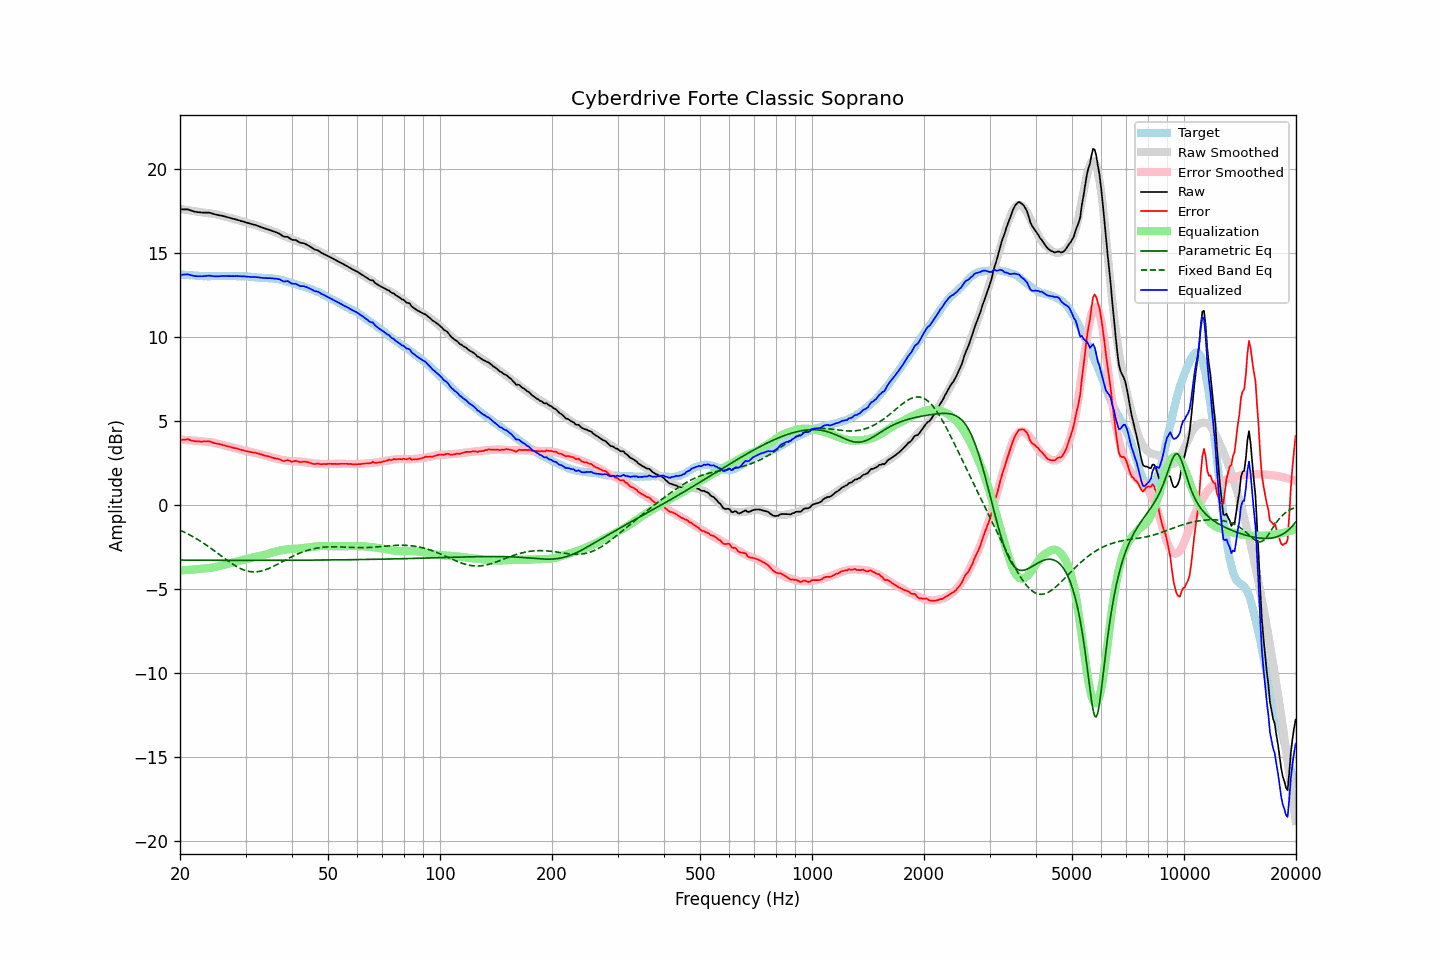 Cyberdrive Forte Classic Soprano
Amplitude (dBr)
20
15
10
5
0
−5
−10
−15
−20
Target
Raw Smoothed
Error Smoothed
Raw
Error
Equalization
Parametric Eq
Fixed Band Eq
Equalized
20 50 100 200 500 1000 2000 5000 10000 20000
Frequency (Hz)